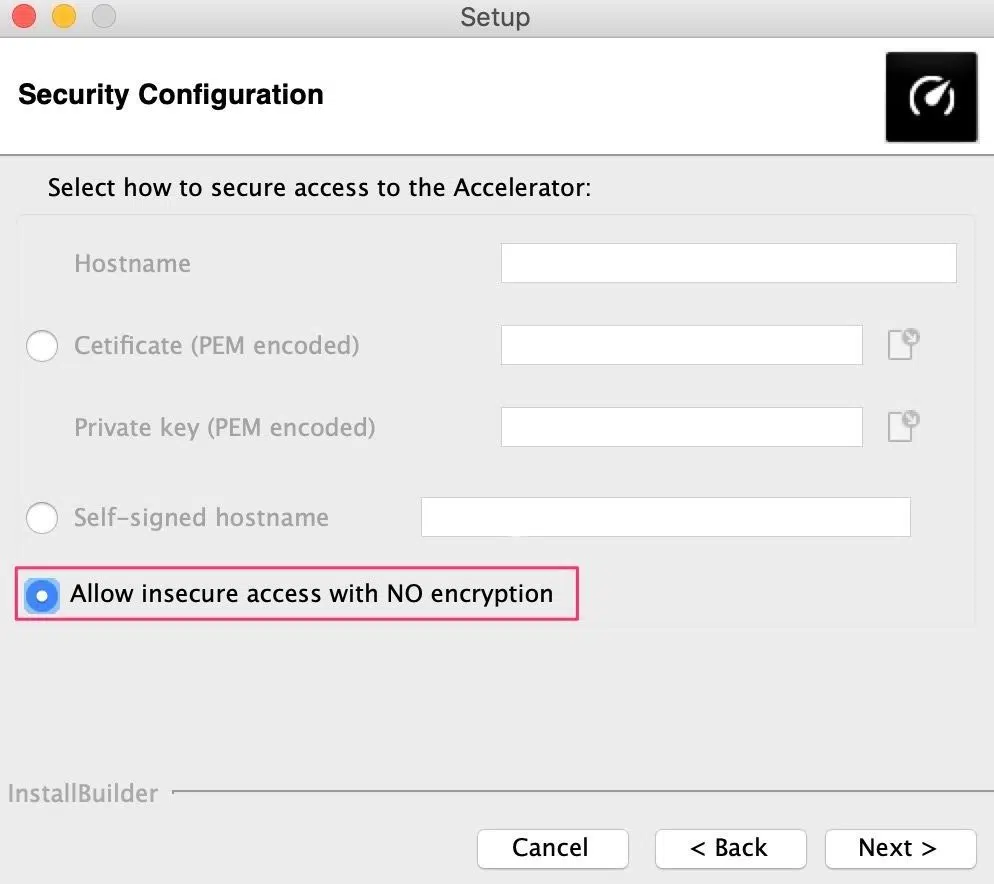 Setup
Security Configuration
Select how to secure access to the Accelerator:
Hostname
Cetificate (PEM encoded)
Private key (PEM encoded)
Self-signed hostname
Allow insecure access with NO encryption
InstallBuilder
Cancel
< Back
Next >